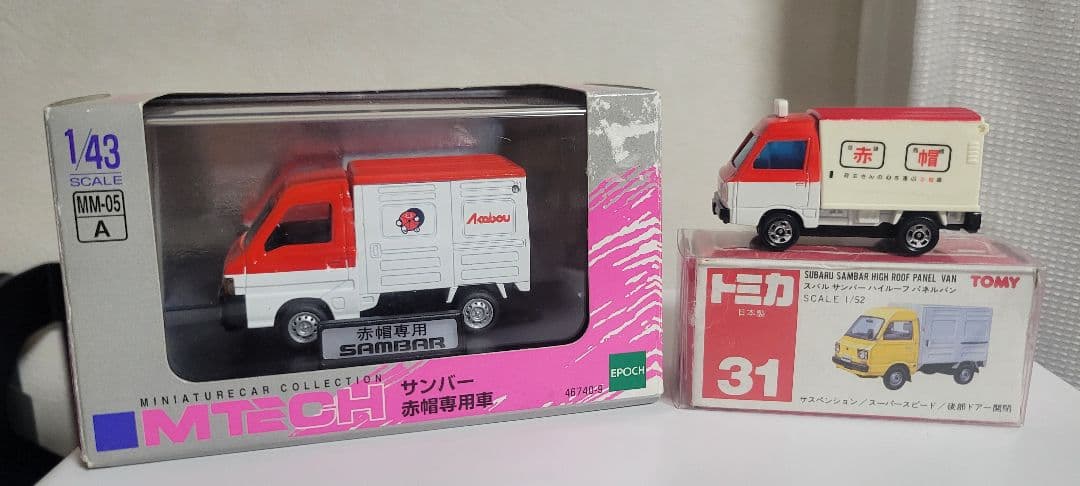 1/43
SCALE
MM-05
A
Acabou
赤帽専用
SAMBAR
MINIATURECAR COLLECTION
MTECH
サンバー
赤帽専用車
46740-9
EPOCH
赤
帽
トミカ
日本製
31
SUBARU SAMBAR HIGH ROOF PANEL VAN
スバル サンバー ハイルーフ パネルバン
SCALE 1/52
TOMY
サスペンション/スーパースピード/後部ドアー開閉